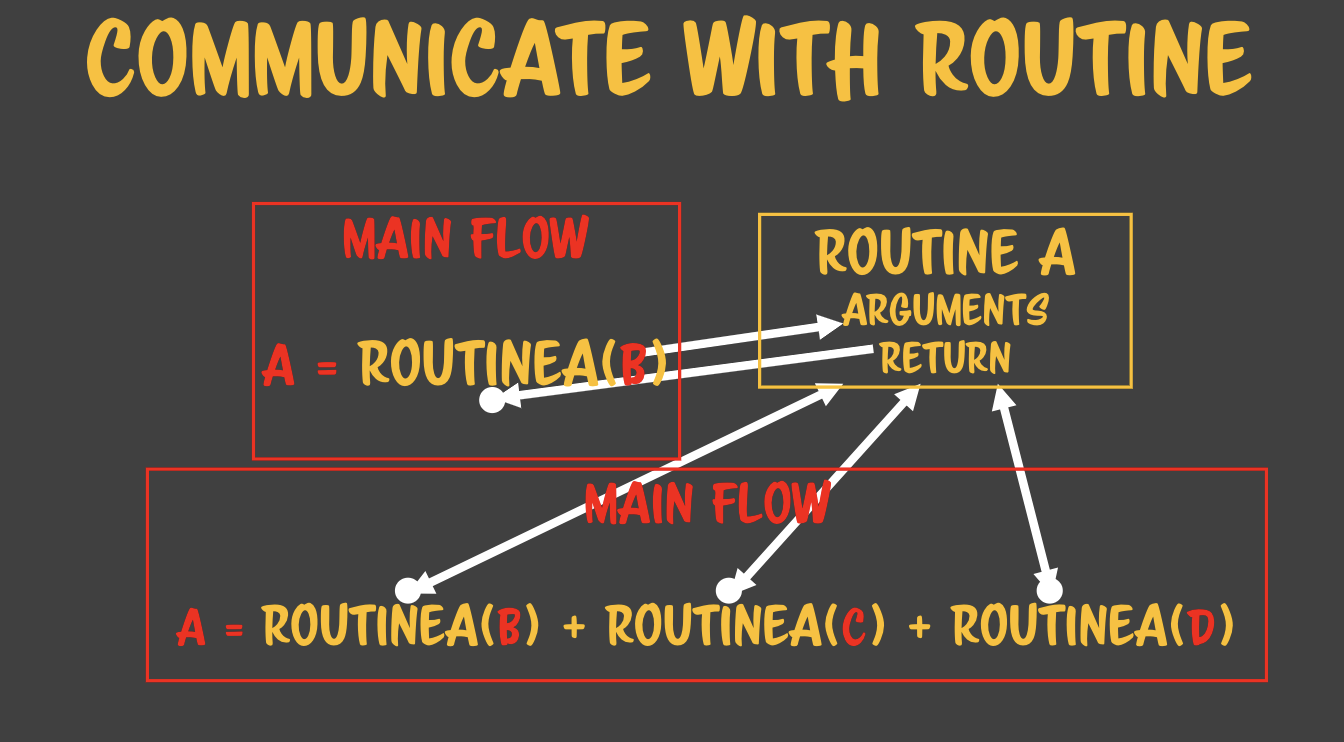 COMMUNICATE WITH ROUTINE
MAIN FLOW
A = ROUTINEA(B)
ROUTINE A
ARGUMENTS
RETURN
MAIN FLOW
A = ROUTINEA(B) + ROUTINEA(C) + ROUTINEA(D)